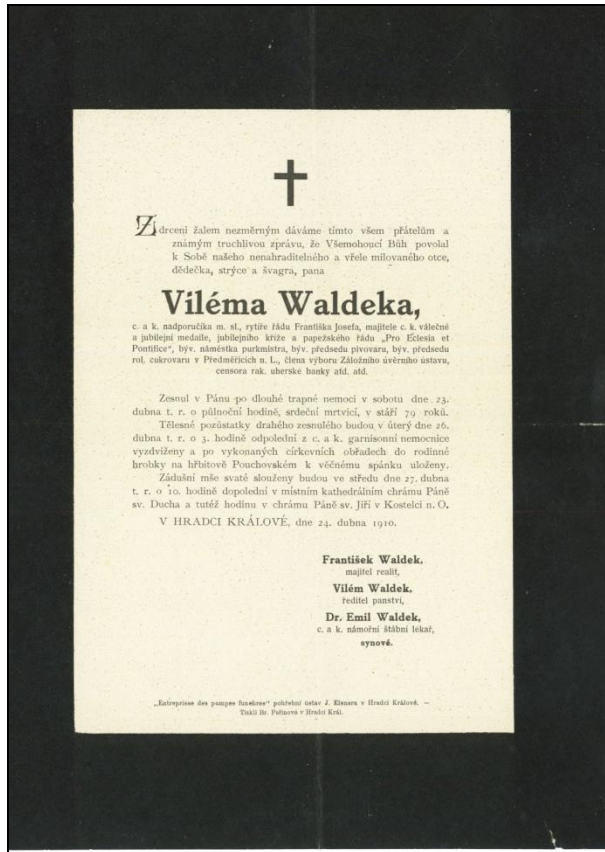 Zdrceni žalem nezměrným dáváme tímto všem přátelům a
známým truchlivou zprávu, že Všemohoucí Bůh povolal
k Sobě našeho nenahraditelného a vřele milovaného otce,
dědečka, strýce a švagra, pana
Viléma Waldeka,
c. a k. nadporučíka m. sl., rytíře řádu Františka Josefa, majitele c. k. válečné
a jubilejní medaile, jubilejního kříže a papežského řádu „Pro Eclesia et
Pontifice“, býv. náměstka purkmistra, býv. předsedu pivovaru, býv. předsedu
rol. cukrovaru v Předměřicích n. L., člena výboru Záložního úvěrního ústavu,
censora rak. uherské banky atd. atd.
Zesnul v Pánu po dlouhé trapné nemoci v sobotu dne 23.
dubna t. r. o půlnoční hodině, srdeční mrtvicí, v stáří 79 roků.
Tělesné pozůstatky drahého zesnulého budou v úterý dne 26.
dubna t. r. o 3. hodině odpolední z c. a k. garnisonní nemocnice
vyzdviženy a po vykonaných církevních obřadech do rodinné
hrobky na hřbitově Pouchovském k věčnému spánku uloženy.
Zádušní mše svaté slouženy budou ve středu dne 27. dubna
t. r. o 10. hodině dopolední v místním kathedrálním chrámu Páně
sv. Ducha a tutéž hodinu v chrámu Páně sv. Jiří v Kostelci n. O.
V HRADCI KRÁLOVÉ, dne 24. dubna 1910.
František Waldek,
majitel realit,
Vilém Waldek,
ředitel panství,
Dr. Emil Waldek,
c. a k. námořní štábní lekař,
synové.
„Entreprisse des pompes funebres“ pohřební ústav J. Elsnera v Hradci Králové. —
Tiskli Br. Peřinové v Hradci Král.